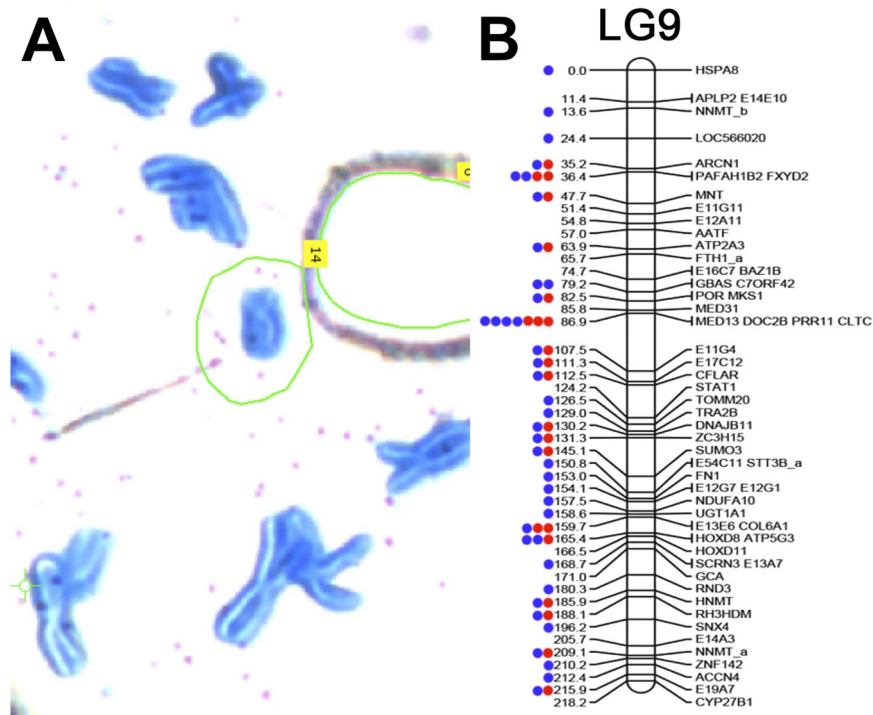 A
B
LG9
14
0.0 HSPA8
11.4 APLP2 E14E10
13.6 NNMT_b
24.4 LOC566020
35.2 ARCN1
36.4 PAFAH1B2 FXYD2
47.7 MNT
51.4 E11G11
54.8 E12A11
57.0 AATF
63.9 ATP2A3
65.7 FTH1_a
74.7 E16C7 BAZ1B
79.2 GBAS C7ORF42
82.5 POR MKS1
85.8 MED31
86.9 MED13 DOC2B PRR11 CLTC
107.5 E11G4
111.3 E17C12
112.5 CFLAR
124.2 STAT1
126.5 TOMM20
129.0 TRA2B
130.2 DNAJB11
131.3 ZC3H15
145.1 SUMO3
150.8 E54C11 STT3B_a
153.0 FN1
154.1 E12G7 E12G1
157.5 NDUFA10
158.6 UGT1A1
159.7 E13E6 COL6A1
165.4 HOXD8 ATP5G3
166.5 HOXD11
168.7 SCRN3 E13A7
171.0 GCA
180.3 RND3
185.9 HNMT
188.1 RH3HDM
196.2 SNX4
205.7 E14A3
209.1 NNMT_a
210.2 ZNF142
212.4 ACCN4
215.9 E19A7
218.2 CYP27B1